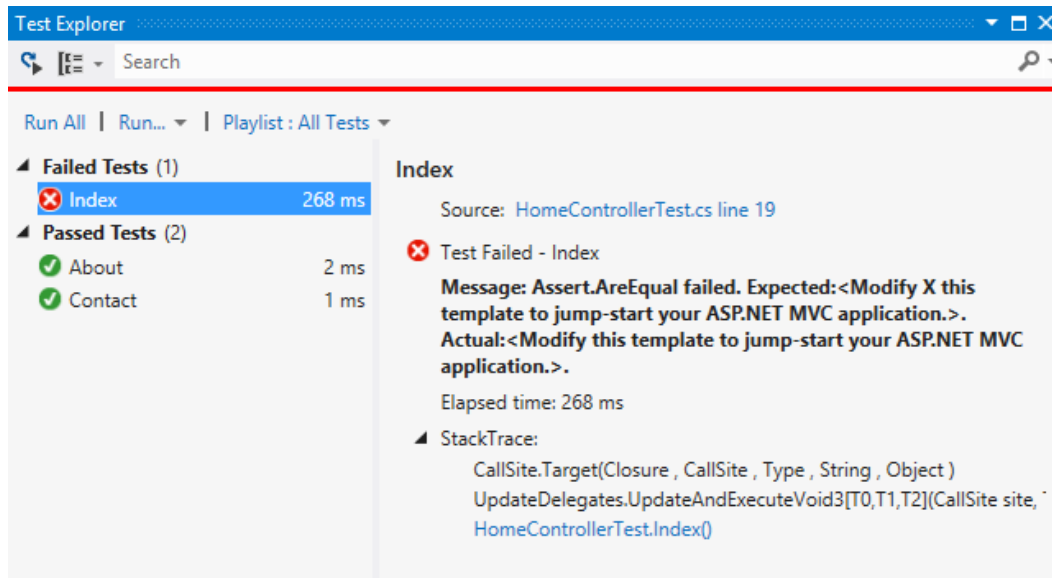 Test Explorer
Search
Run All | Run... | Playlist : All Tests
Failed Tests (1)
Index 268 ms
Passed Tests (2)
About 2 ms
Contact 1 ms
Index
Source: HomeControllerTest.cs line 19
Test Failed - Index
Message: Assert.AreEqual failed. Expected:<Modify X this
template to jump-start your ASP.NET MVC application.>.
Actual:<Modify this template to jump-start your ASP.NET MVC
application.>.
Elapsed time: 268 ms
StackTrace:
CallSite.Target(Closure , CallSite , Type , String , Object )
UpdateDelegates.UpdateAndExecuteVoid3[T0,T1,T2](CallSite site,
HomeControllerTest.Index()